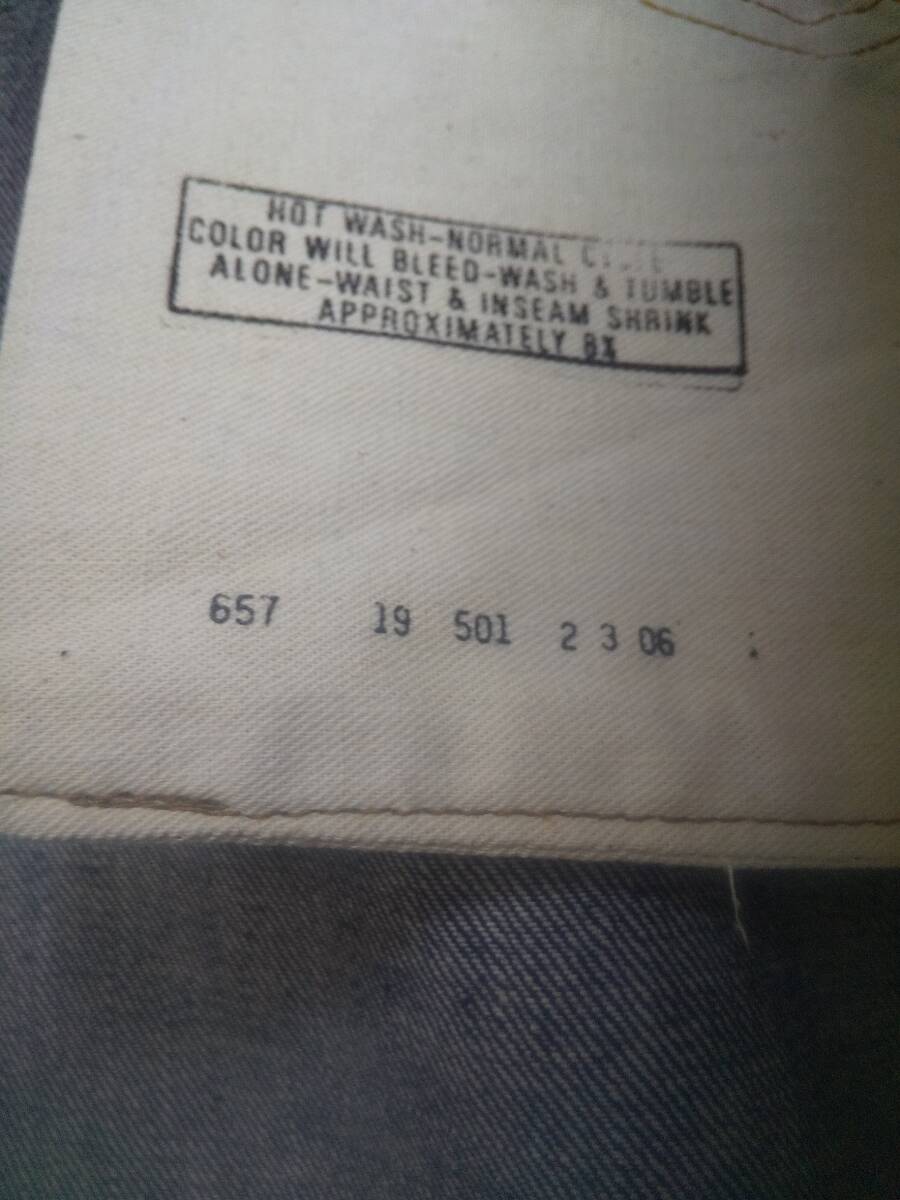 HOT WASH-NORMAL
COLOR WILL BLEED-WASH & TUMBLE
ALONE-WAIST & INSEAM SHRINK
APPROXIMATELY 8%
657 19 501 2 3 06